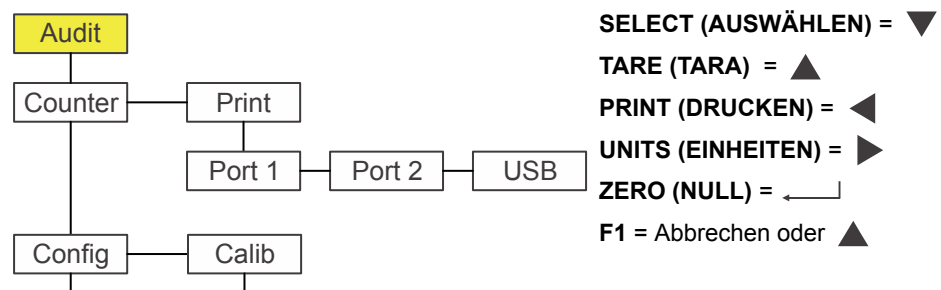 Audit
Counter
Print
Port 1
Port 2
USB
Config
Calib
SELECT (AUSWÄHLEN) =
TARE (TARA) =
PRINT (DRUCKEN) =
UNITS (EINHEITEN) =
ZERO (NULL) =
F1 = Abbrechen oder